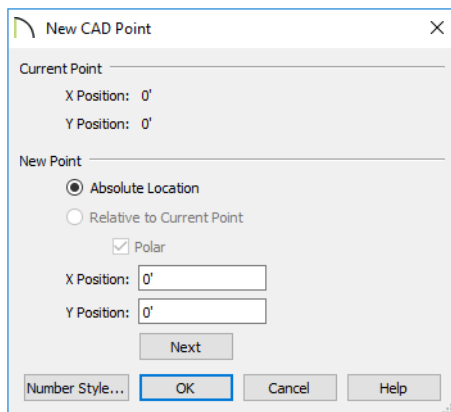 New CAD Point
Current Point
X Position: 0'
Y Position: 0'
New Point
Absolute Location
Relative to Current Point
Polar
X Position: 0'
Y Position: 0'
Next
Number Style... OK Cancel Help